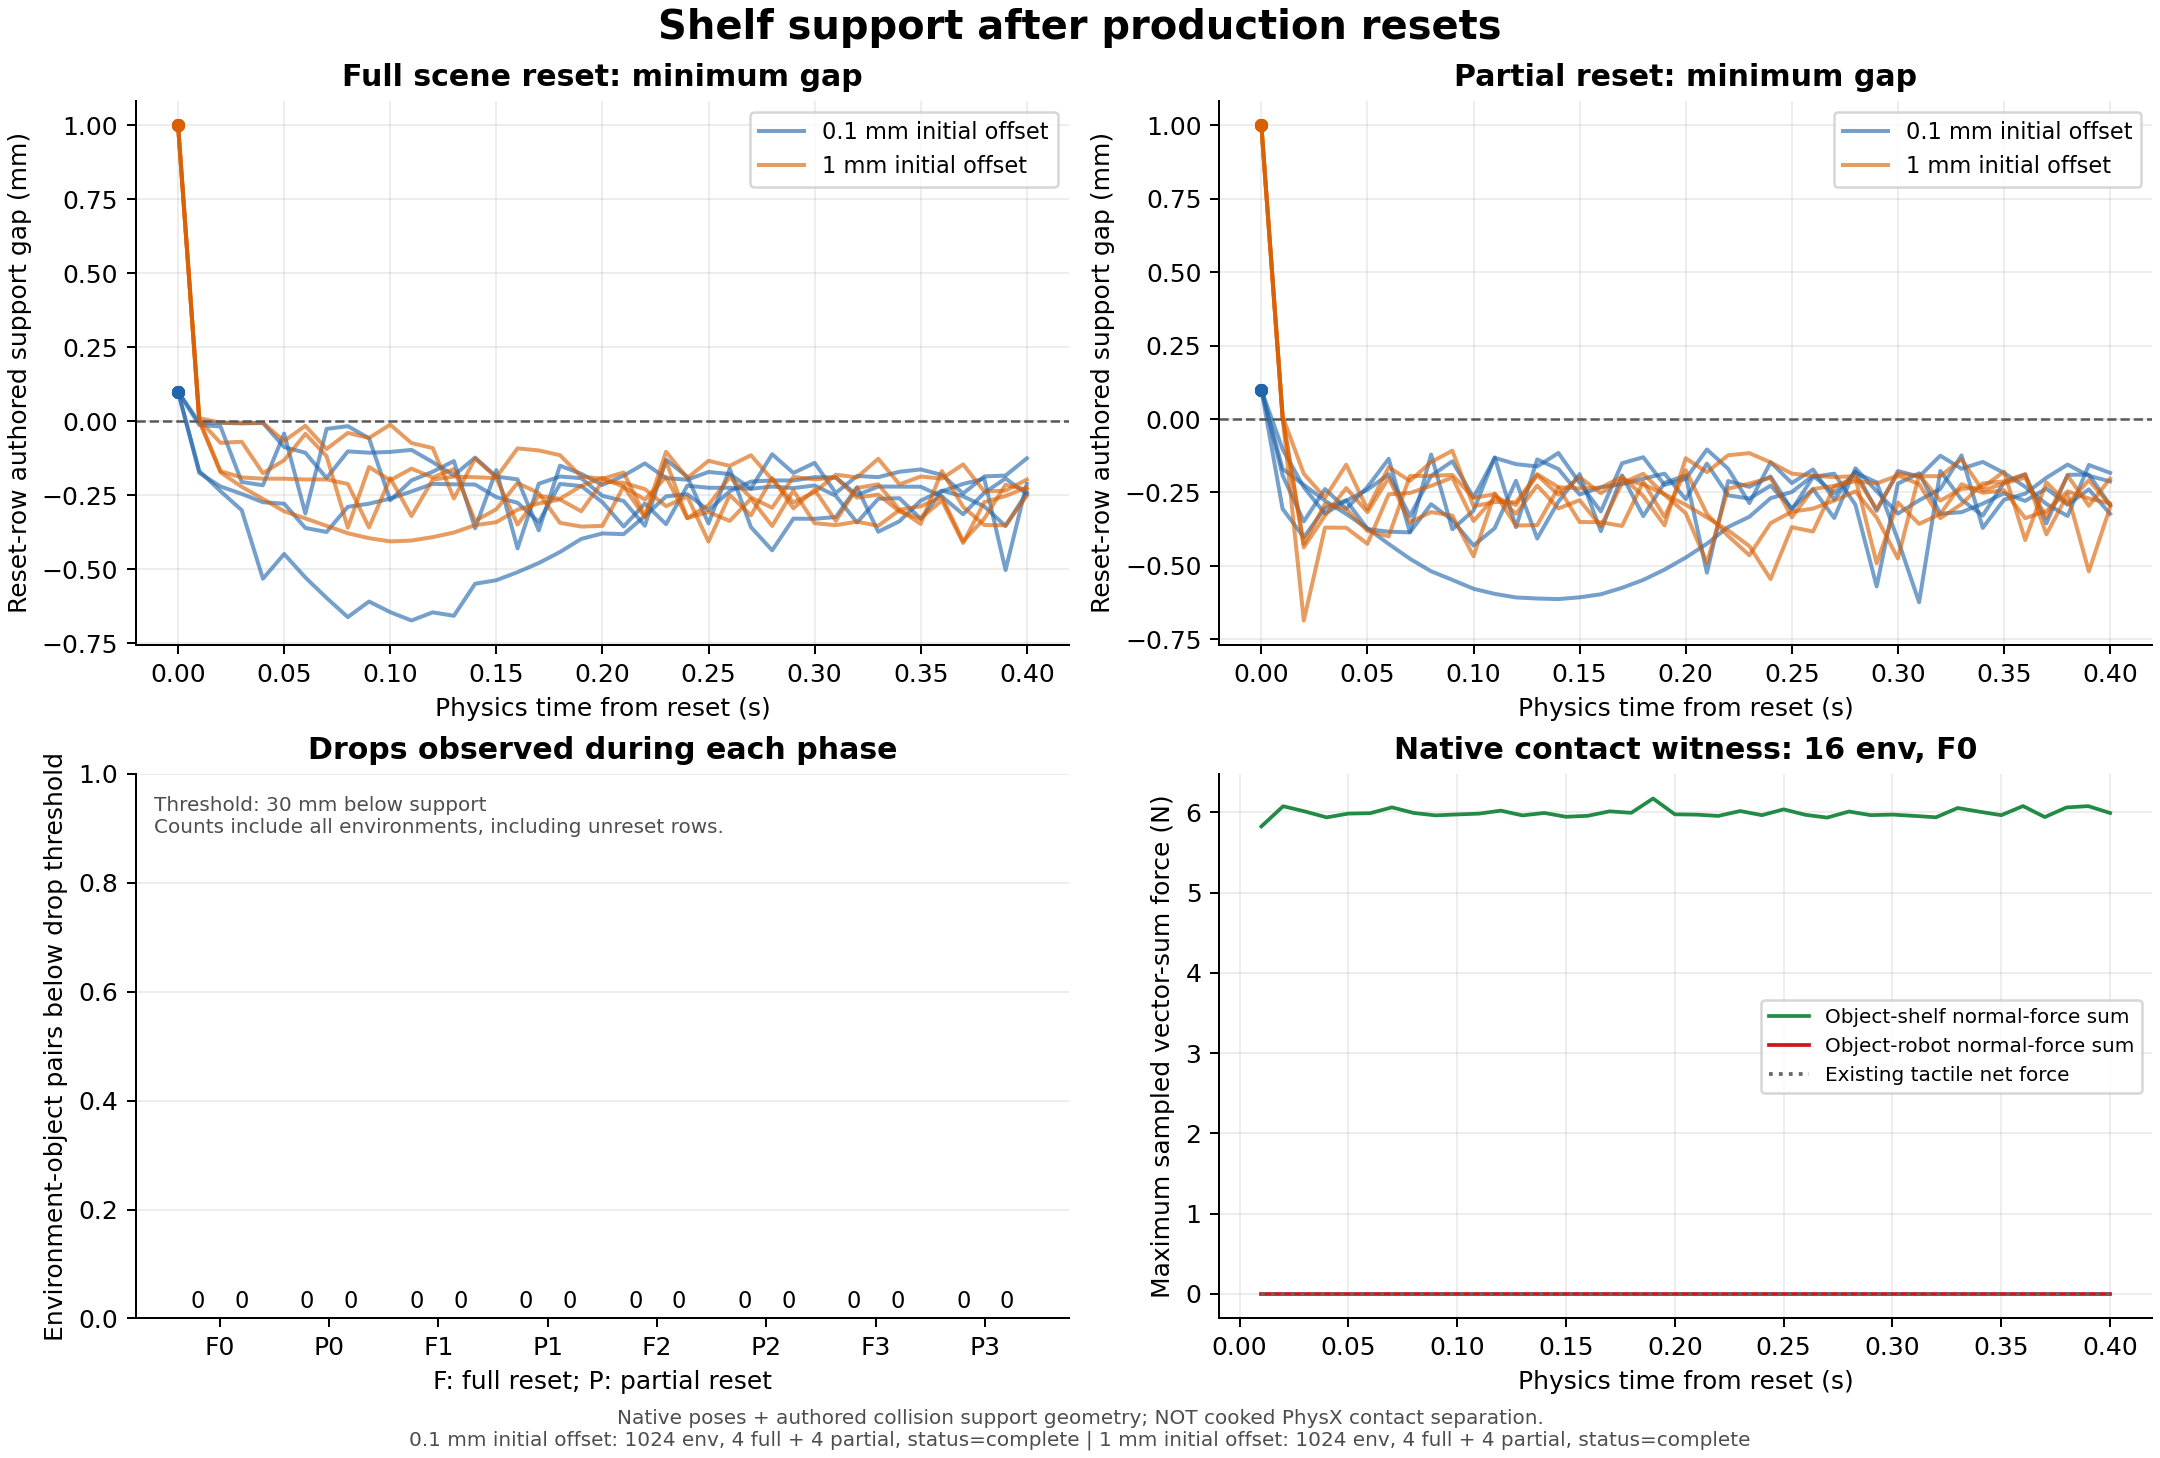 Shelf support after production resets
Full scene reset: minimum gap
Reset-row authored support gap (mm)
1.00
0.75
0.50
0.25
0.00
−0.25
−0.50
−0.75
0.1 mm initial offset
1 mm initial offset
0.00 0.05 0.10 0.15 0.20 0.25 0.30 0.35 0.40
Physics time from reset (s)
Partial reset: minimum gap
Reset-row authored support gap (mm)
1.00
0.75
0.50
0.25
0.00
−0.25
−0.50
−0.75
0.1 mm initial offset
1 mm initial offset
0.00 0.05 0.10 0.15 0.20 0.25 0.30 0.35 0.40
Physics time from reset (s)
Drops observed during each phase
Environment-object pairs below drop threshold
1.0
0.8
0.6
0.4
0.2
0.0
Threshold: 30 mm below support
Counts include all environments, including unreset rows.
0 0 0 0 0 0 0 0 0 0 0 0 0 0 0 0
F0 P0 F1 P1 F2 P2 F3 P3
F: full reset; P: partial reset
Native contact witness: 16 env, F0
Maximum sampled vector-sum force (N)
6
5
4
3
2
1
0
Object-shelf normal-force sum
Object-robot normal-force sum
Existing tactile net force
0.00 0.05 0.10 0.15 0.20 0.25 0.30 0.35 0.40
Physics time from reset (s)
Native poses + authored collision support geometry; NOT cooked PhysX contact separation.
0.1 mm initial offset: 1024 env, 4 full + 4 partial, status=complete | 1 mm initial offset: 1024 env, 4 full + 4 partial, status=complete